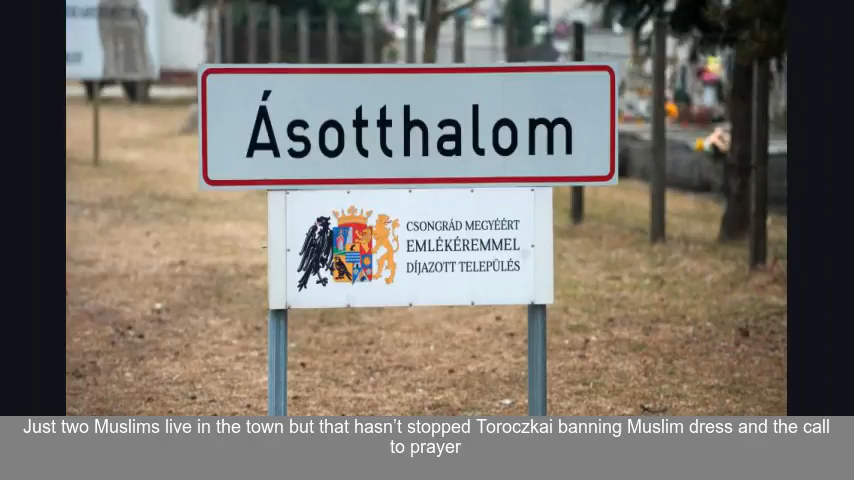 Ásotthalom
CSONGRÁD MEGYÉÉRT
EMLÉKÉREMMEL
DÍJAZOTT TELEPÜLÉS
Just two Muslims live in the town but that hasn’t stopped Toroczkai banning Muslim dress and the call
to prayer